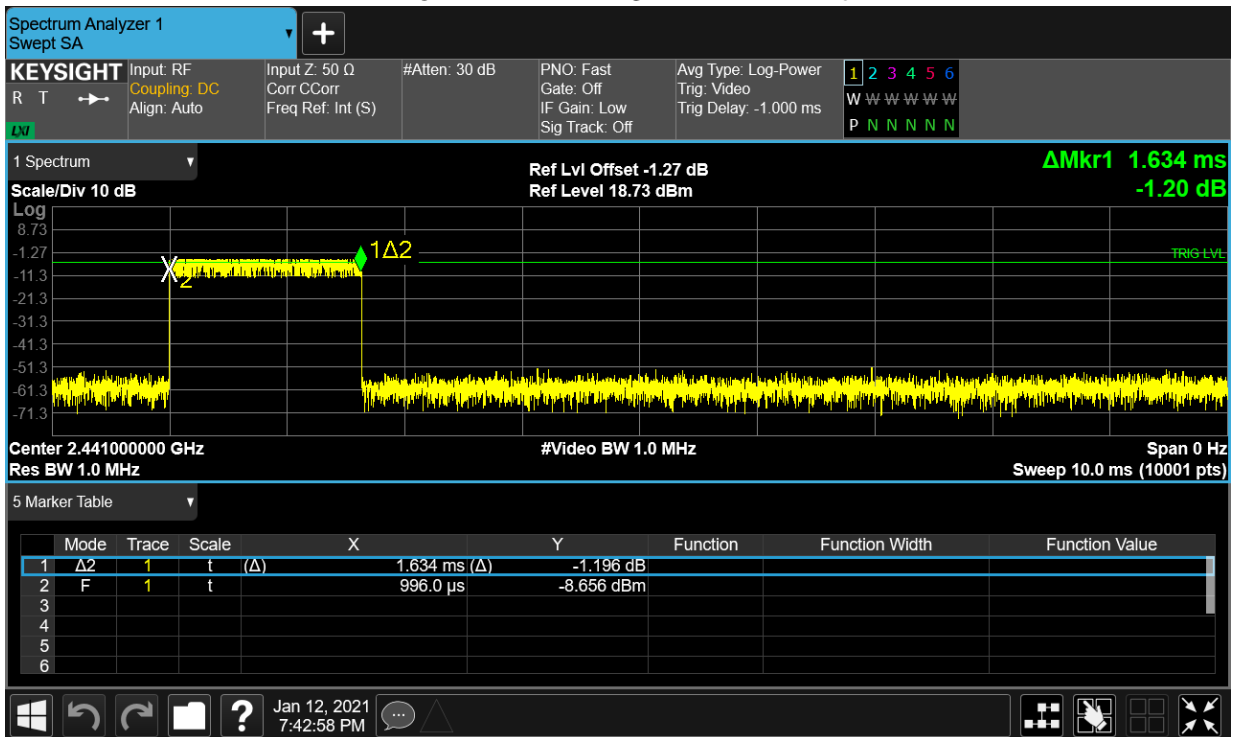 Spectrum Analyzer 1
Swept SA
+
KEYSIGHT Input: RF Input Z: 50 Ω #Atten: 30 dB PNO: Fast Avg Type: Log-Power 1 2 3 4 5 6
R T Coupling: DC Corr CCorr Gate: Off Trig: Video W W W W W W
Align: Auto Freq Ref: Int (S) IF Gain: Low Trig Delay: -1.000 ms
LXI Sig Track: Off P N N N N N
1 Spectrum Ref Lvl Offset -1.27 dB ΔMkr1 1.634 ms
Scale/Div 10 dB Ref Level 18.73 dBm -1.20 dB
Log
8.73
-1.27 1Δ2 TRIG LVL
-11.3 X2
-21.3
-31.3
-41.3
-51.3
-61.3
-71.3
Center 2.441000000 GHz #Video BW 1.0 MHz Span 0 Hz
Res BW 1.0 MHz Sweep 10.0 ms (10001 pts)
5 Marker Table
Mode Trace Scale X Y Function Function Width Function Value
1 Δ2 1 t (Δ) 1.634 ms (Δ) -1.196 dB
2 F 1 t 996.0 µs -8.656 dBm
3
4
5
6
? Jan 12, 2021
7:42:58 PM